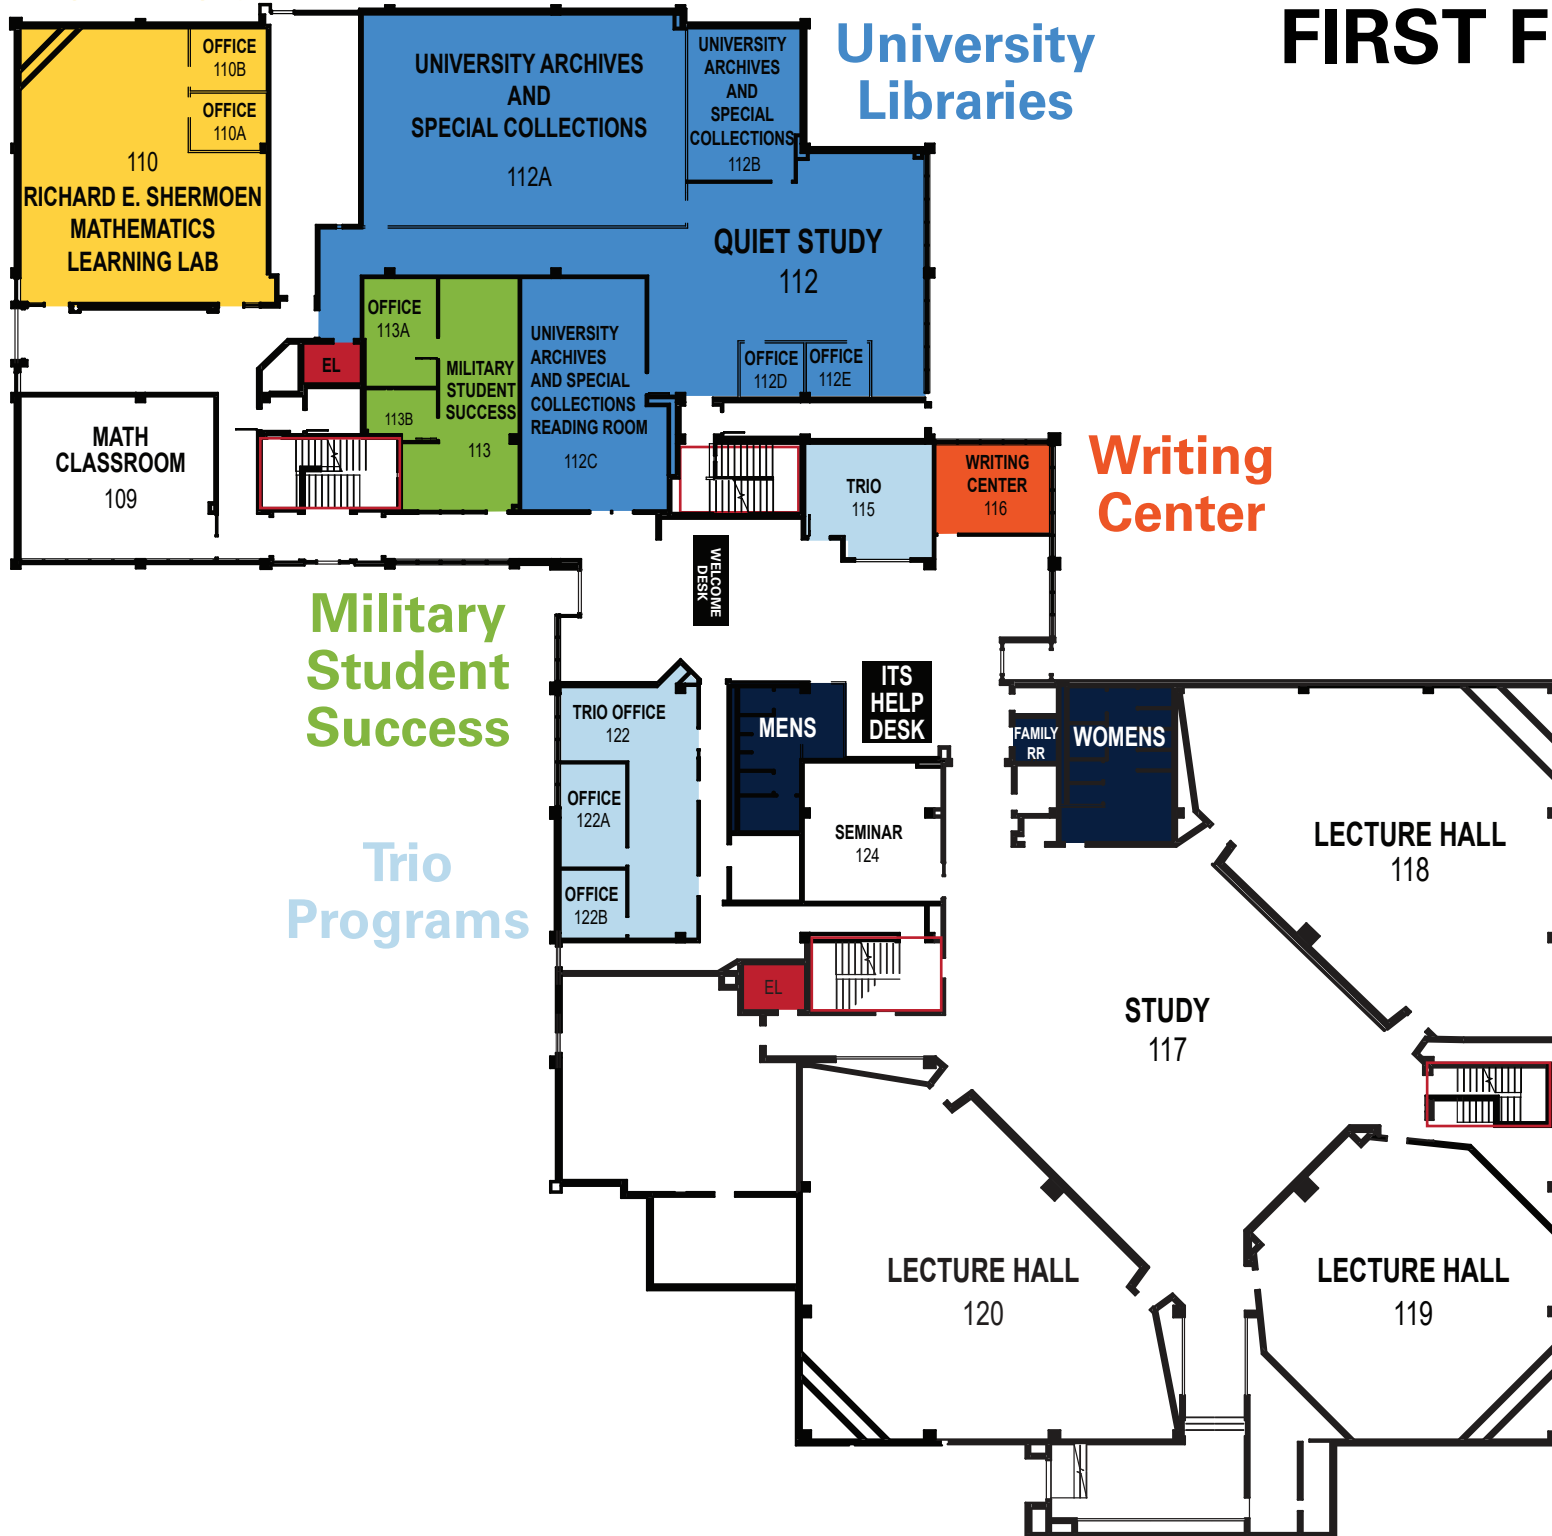 FIRST F
University
Libraries
OFFICE
110B
OFFICE
110A
110
RICHARD E. SHERMOEN
MATHEMATICS
LEARNING LAB
UNIVERSITY ARCHIVES
AND
SPECIAL COLLECTIONS
112A
UNIVERSITY
ARCHIVES
AND
SPECIAL
COLLECTIONS
112B
QUIET STUDY
112
OFFICE
113A
EL
MILITARY
STUDENT
SUCCESS
113
113B
UNIVERSITY
ARCHIVES
AND SPECIAL
COLLECTIONS
READING ROOM
112C
OFFICE
112D
OFFICE
112E
MATH
CLASSROOM
109
TRIO
115
WRITING
CENTER
116
Writing
Center
WELCOME
DESK
Military
Student
Success
ITS
HELP
DESK
TRIO OFFICE
122
MENS
FAMILY
RR
WOMENS
OFFICE
122A
SEMINAR
124
LECTURE HALL
118
Trio
Programs
OFFICE
122B
EL
STUDY
117
LECTURE HALL
120
LECTURE HALL
119